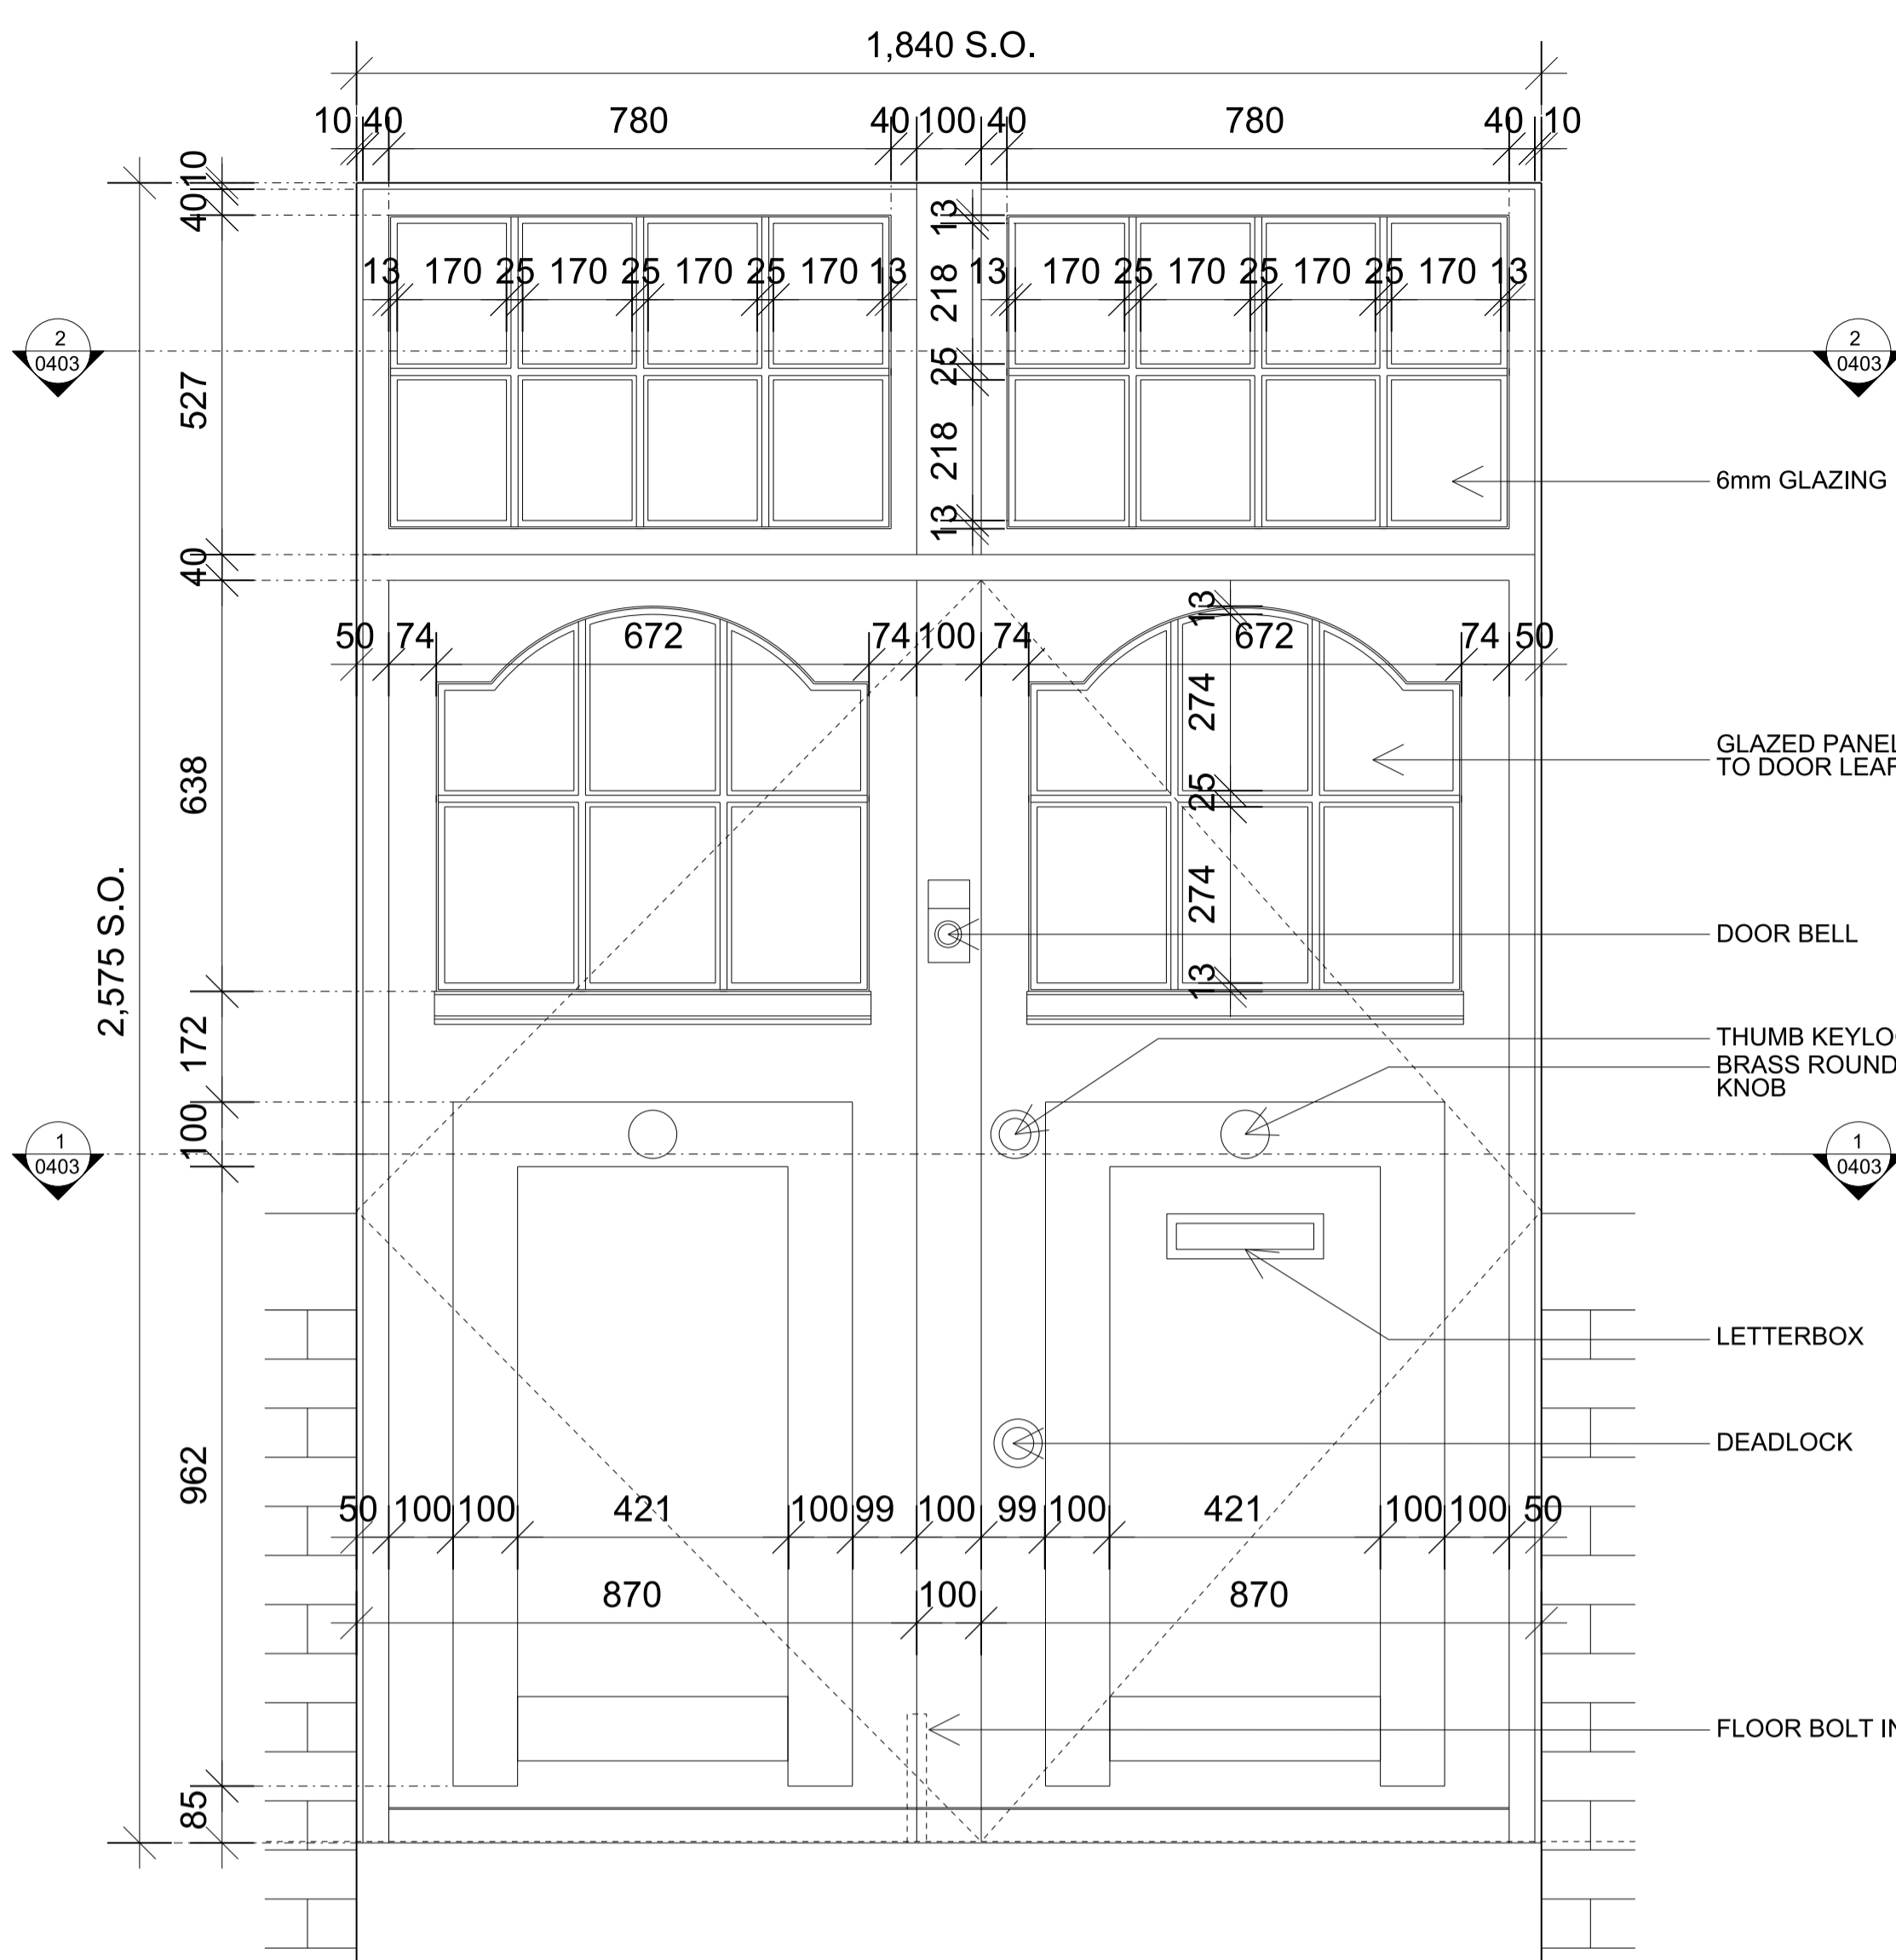 1,840 S.O.
10 40 780 40 100 40 780 40 10
10
40
527
40
638
172
100
962
85
2,575 S.O.
13 170 25 170 25 170 25 170 13
13 170 25 170 25 170 25 170 13
13
218
25
218
13
2
0403
2
0403
6mm GLAZING
50 74 672 74 100 74 672 74 50
13
274
25
274
13
GLAZED PANEL
TO DOOR LEAF
DOOR BELL
THUMB KEYLO
BRASS ROUND
KNOB
1
0403
1
0403
LETTERBOX
DEADLOCK
50 100 100 421 100 99 100 99 100 421 100 100 50
870 100 870
FLOOR BOLT IN